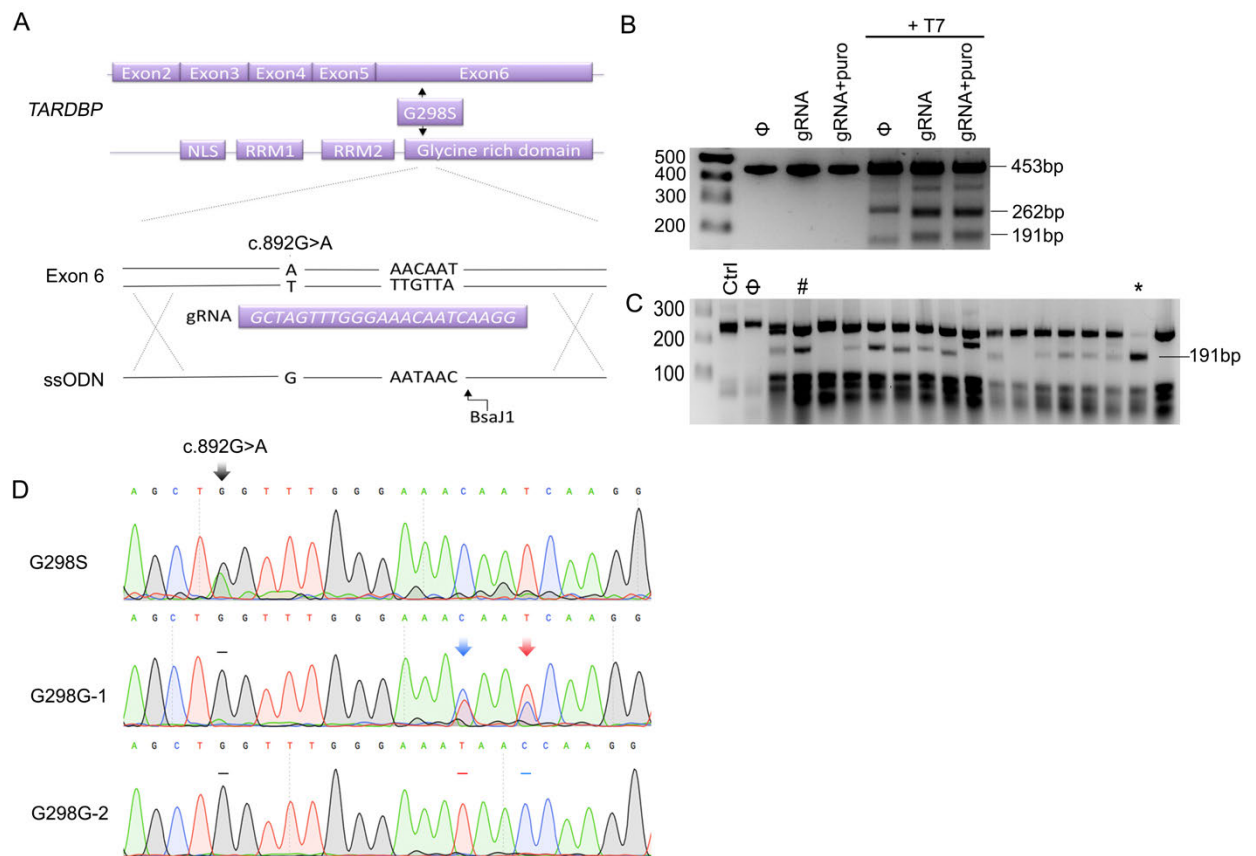 A
Exon2 Exon3 Exon4 Exon5 Exon6
TARDBP
G298S
NLS RRM1 RRM2 Glycine rich domain
c.892G>A
Exon 6
A AACAAT
T TTGTTA
gRNA GCTAGTTTGGGAAACAATCAAGG
ssODN
G AATAAC
BsaJ1
B
+ T7
Φ gRNA gRNA+puro Φ gRNA gRNA+puro
500
400
300
200
453bp
262bp
191bp
C
Ctrl Φ # *
300
200
100
191bp
D
c.892G>A
A G C T G G T T T G G G A A A C A A T C A A G G
G298S
A G C T G G T T T G G G A A A C A A T C A A G G
G298G-1
A G C T G G T T T G G G A A A T A A C C A A G G
G298G-2